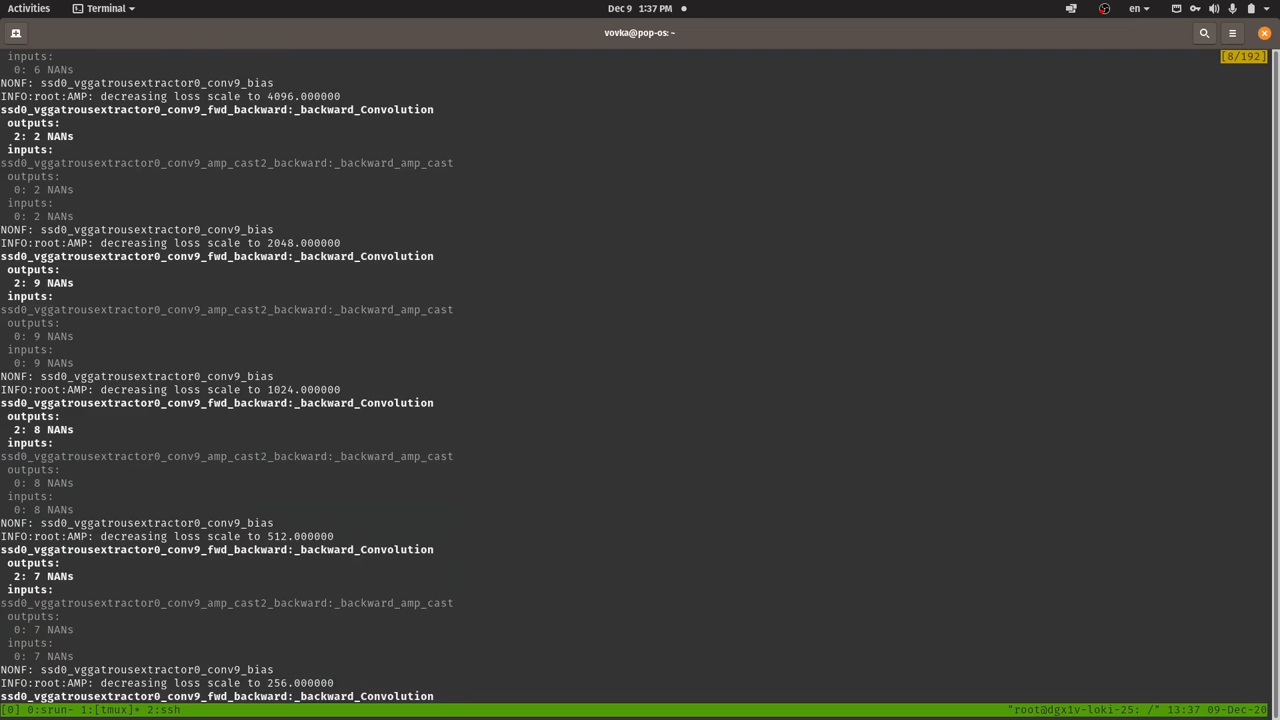 Activities Terminal Dec 9 1:37 PM en
vovka@pop-os: ~
inputs: [8/192]
0: 6 NANs
NONF: ssd0_vggatrousextractor0_conv9_bias
INFO:root:AMP: decreasing loss scale to 4096.000000
ssd0_vggatrousextractor0_conv9_fwd_backward:_backward_Convolution
outputs:
2: 2 NANs
inputs:
ssd0_vggatrousextractor0_conv9_amp_cast2_backward:_backward_amp_cast
outputs:
0: 2 NANs
inputs:
0: 2 NANs
NONF: ssd0_vggatrousextractor0_conv9_bias
INFO:root:AMP: decreasing loss scale to 2048.000000
ssd0_vggatrousextractor0_conv9_fwd_backward:_backward_Convolution
outputs:
2: 9 NANs
inputs:
ssd0_vggatrousextractor0_conv9_amp_cast2_backward:_backward_amp_cast
outputs:
0: 9 NANs
inputs:
0: 9 NANs
NONF: ssd0_vggatrousextractor0_conv9_bias
INFO:root:AMP: decreasing loss scale to 1024.000000
ssd0_vggatrousextractor0_conv9_fwd_backward:_backward_Convolution
outputs:
2: 8 NANs
inputs:
ssd0_vggatrousextractor0_conv9_amp_cast2_backward:_backward_amp_cast
outputs:
0: 8 NANs
inputs:
0: 8 NANs
NONF: ssd0_vggatrousextractor0_conv9_bias
INFO:root:AMP: decreasing loss scale to 512.000000
ssd0_vggatrousextractor0_conv9_fwd_backward:_backward_Convolution
outputs:
2: 7 NANs
inputs:
ssd0_vggatrousextractor0_conv9_amp_cast2_backward:_backward_amp_cast
outputs:
0: 7 NANs
inputs:
0: 7 NANs
NONF: ssd0_vggatrousextractor0_conv9_bias
INFO:root:AMP: decreasing loss scale to 256.000000
ssd0_vggatrousextractor0_conv9_fwd_backward:_backward_Convolution
[0] 0:srun- 1:[tmux]* 2:ssh "root@dgx1v-loki-25: /" 13:37 09-Dec-20